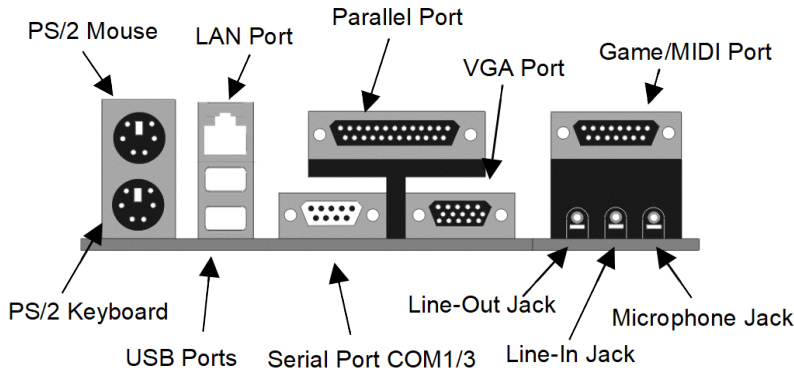 PS/2 Mouse
LAN Port
Parallel Port
VGA Port
Game/MIDI Port
PS/2 Keyboard
USB Ports
Serial Port COM1/3
Line-Out Jack
Line-In Jack
Microphone Jack